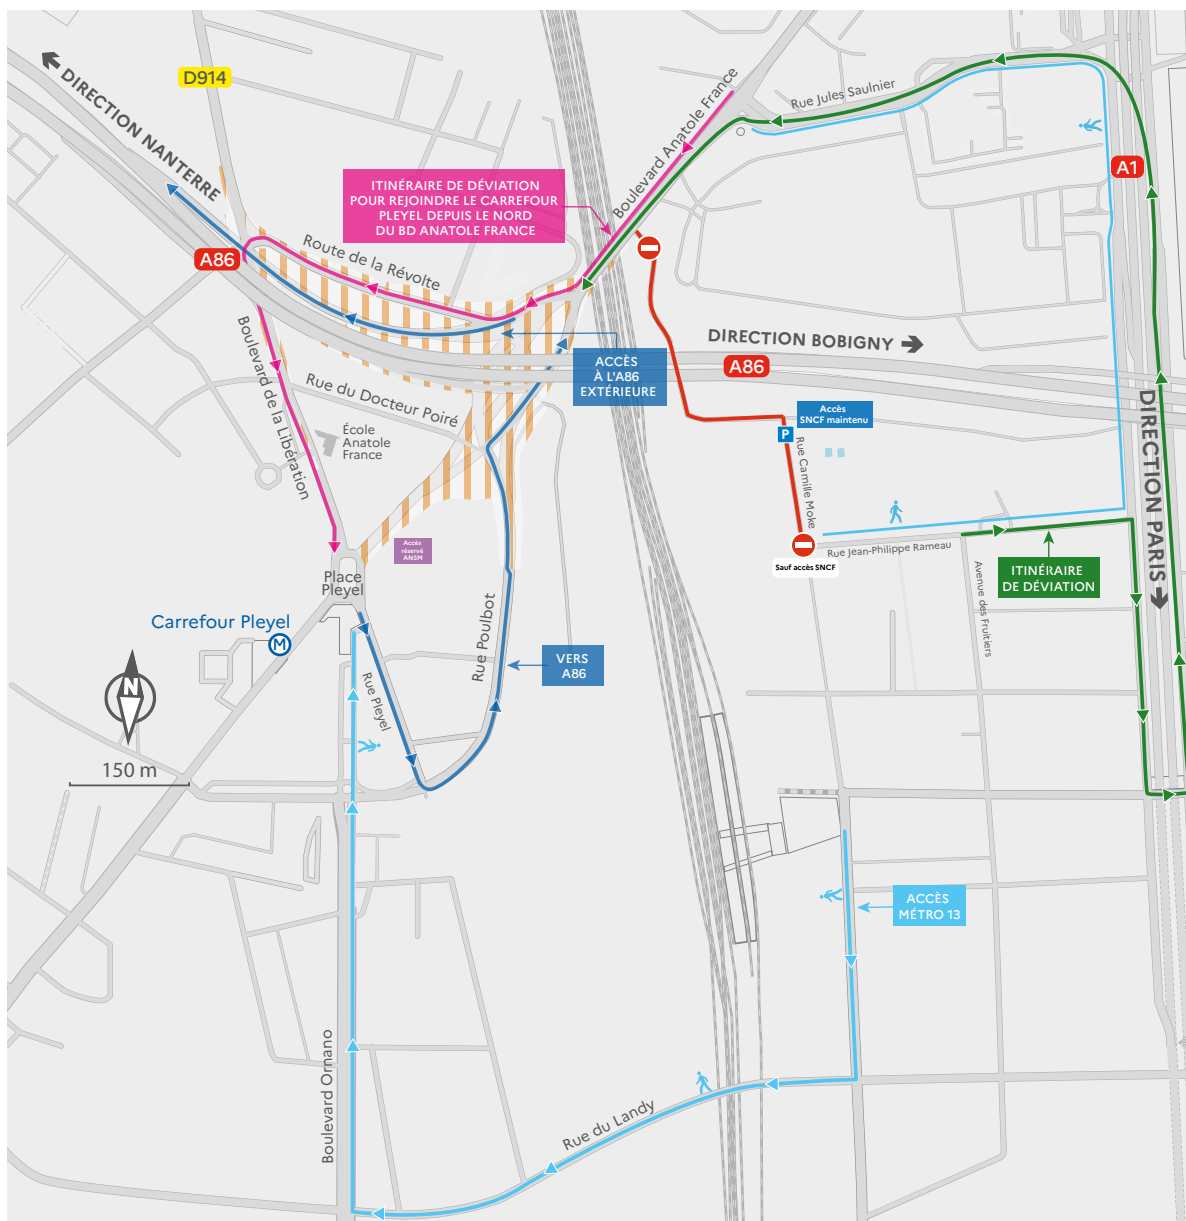 DIRECTION NANTERRE
D914
Rue Jules Saulnier
Boulevard Anatole France
A1
ITINÉRAIRE DE DÉVIATION
POUR REJOINDRE LE CARREFOUR
PLEYEL DEPUIS LE NORD
DU BD ANATOLE FRANCE
A86
Route de la Révolte
DIRECTION BOBIGNY
A86
ACCÈS
À L'A86
EXTÉRIEURE
Boulevard de la Libération
Rue du Docteur Poiré
École
Anatole
France
Accès
SNCF maintenu
P
Rue Camille Moke
DIRECTION PARIS
Accès
réservé
ANSM
Rue Jean-Philippe Rameau
Sauf accès SNCF
ITINÉRAIRE
DE DÉVIATION
Avenue des Fruitiers
Place
Pleyel
Carrefour Pleyel
M
Rue Poulbot
Rue Pleyel
VERS
A86
N
150 m
ACCÈS
MÉTRO 13
Boulevard Ornano
Rue du Landy